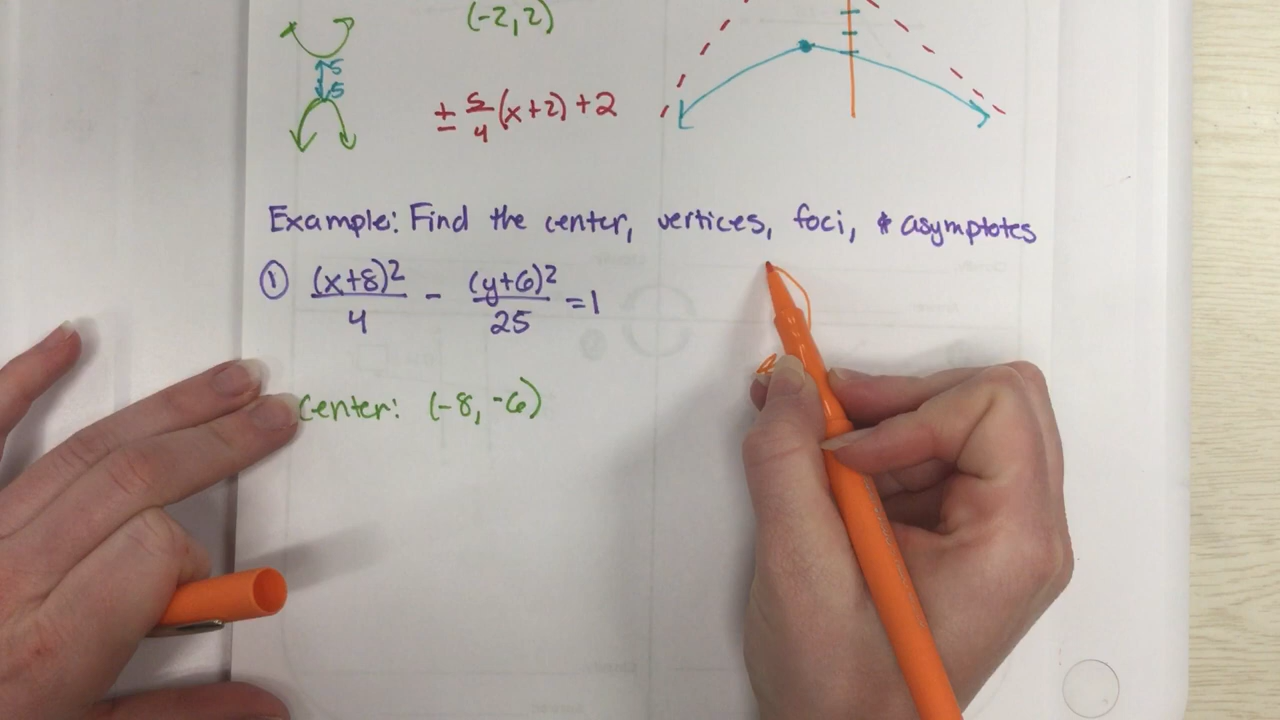 (-2,2)
5
5
± 5/4 (x+2) + 2
Example: Find the center, vertices, foci, & asymptotes
① (x+8)²/4 - (y+6)²/25 = 1
center: (-8, -6)